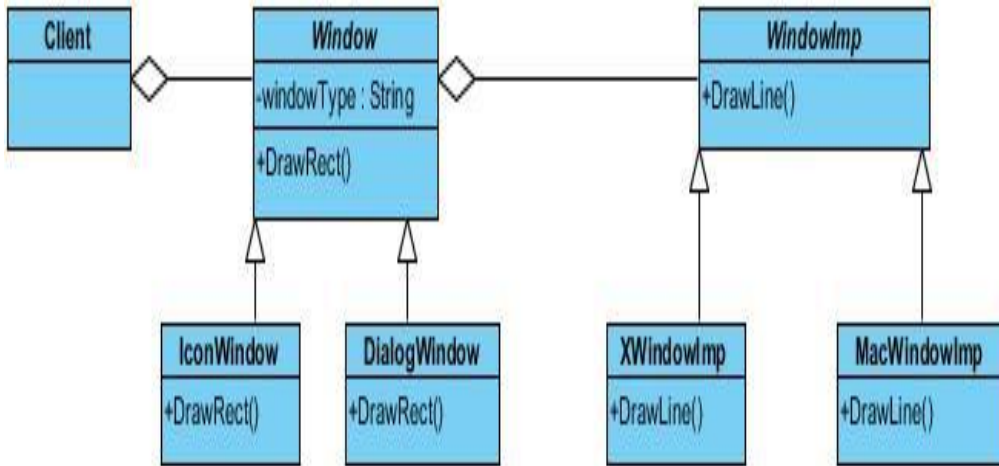 Client
Window
-windowType : String
+DrawRect()
WindowImp
+DrawLine()
IconWindow
+DrawRect()
DialogWindow
+DrawRect()
XWindowImp
+DrawLine()
MacWindowImp
+DrawLine()